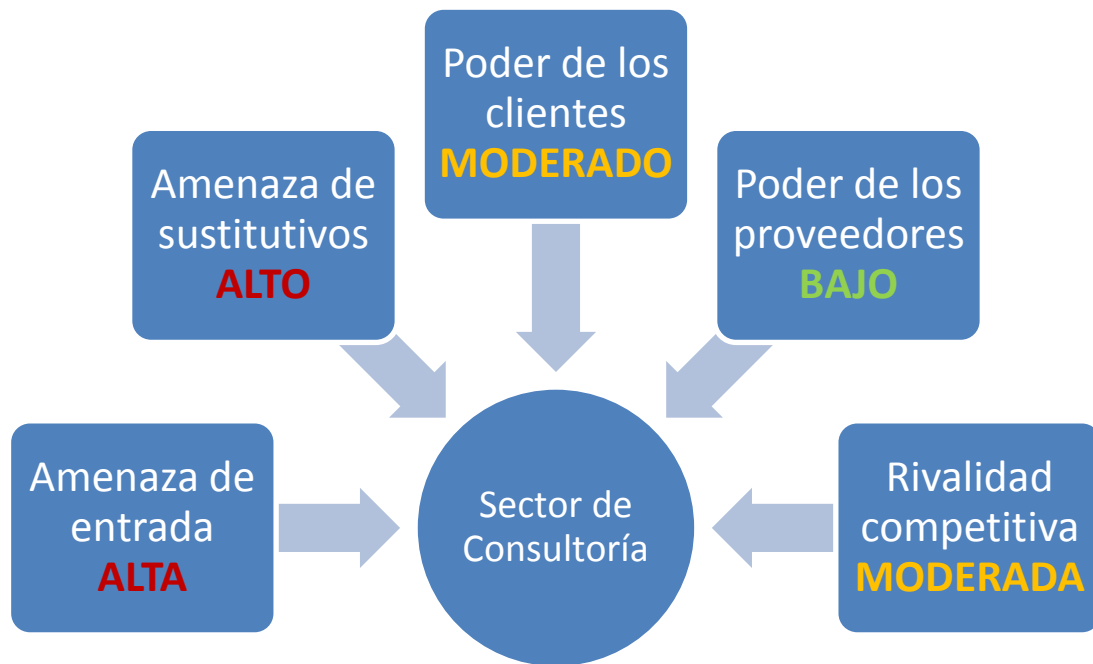 Poder de los
clientes
MODERADO
Amenaza de
sustitutivos
ALTO
Poder de los
proveedores
BAJO
Amenaza de
entrada
ALTA
Sector de
Consultoría
Rivalidad
competitiva
MODERADA